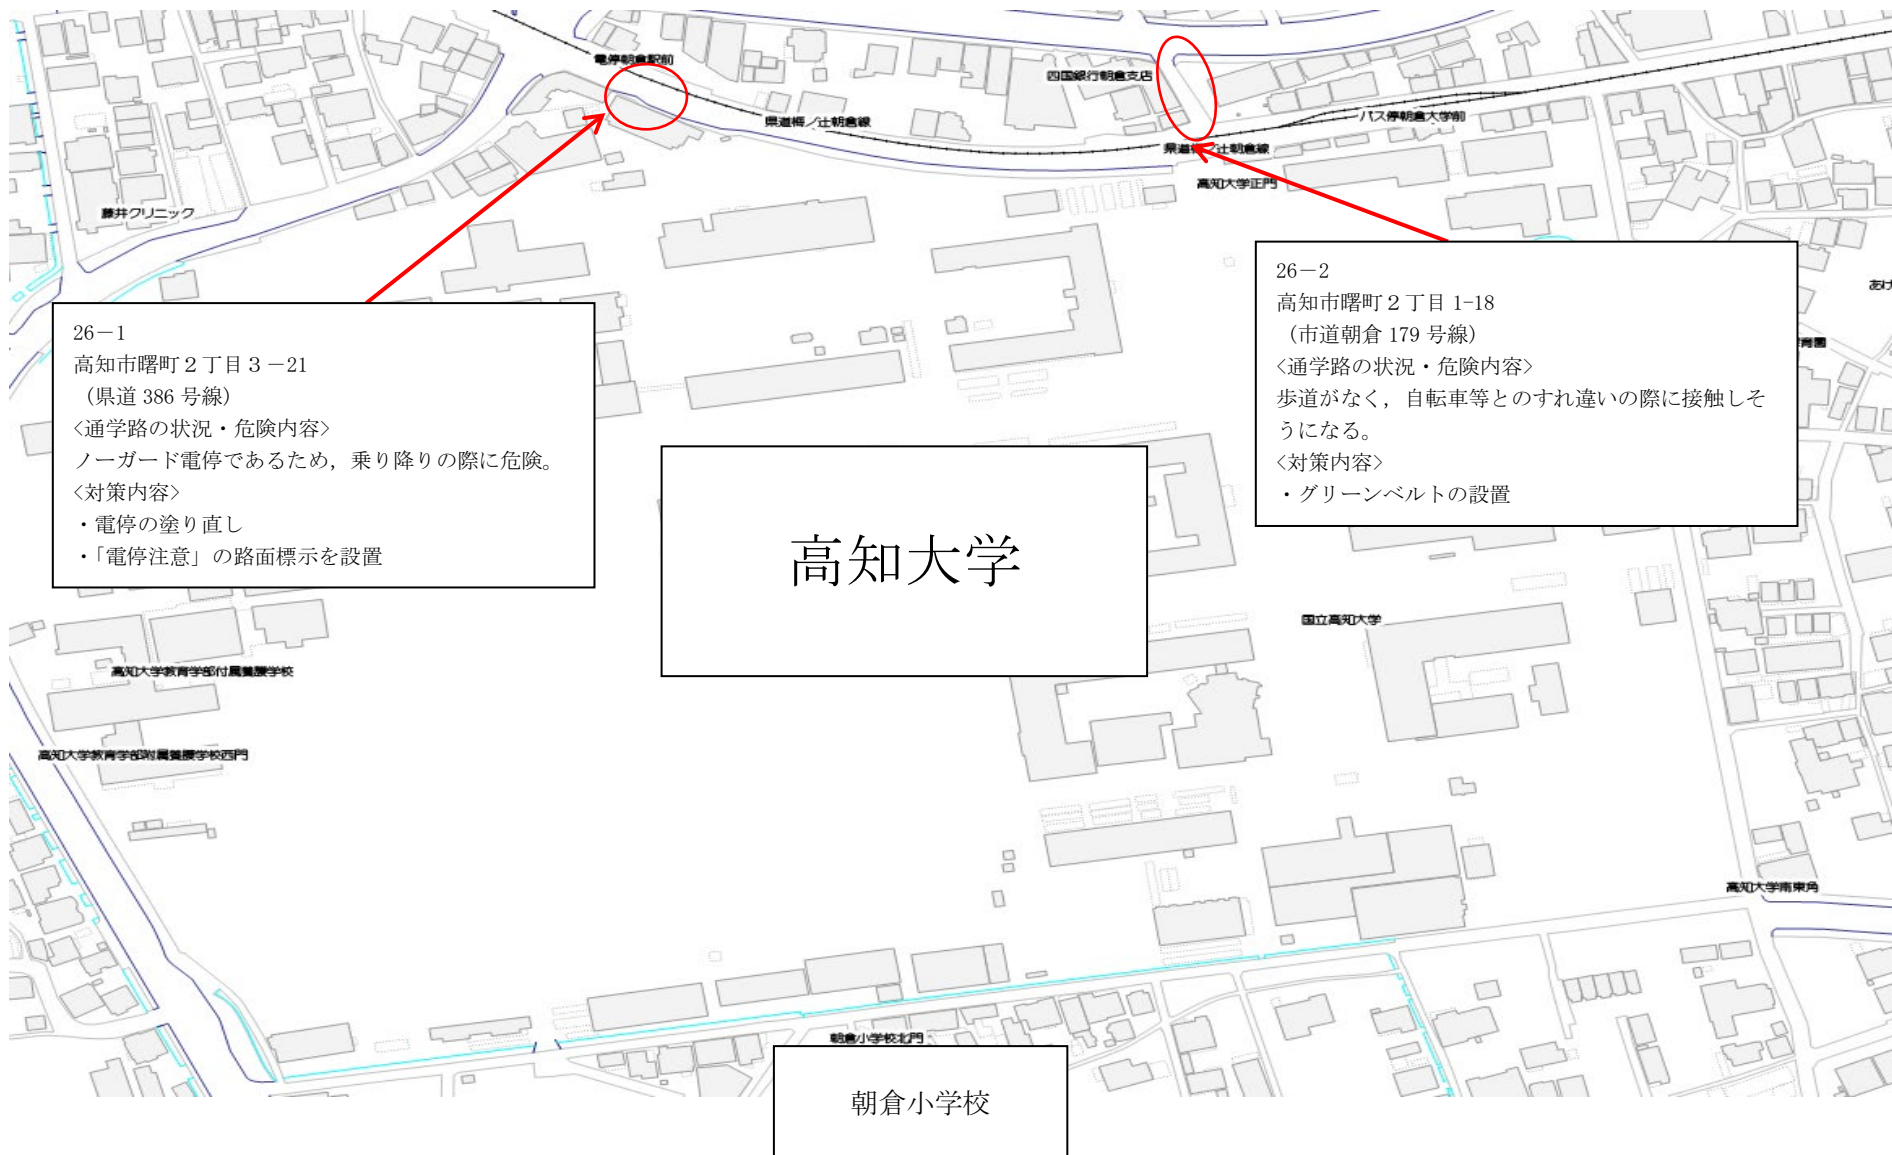 電停朝倉駅前
四国銀行朝倉支店
県道梅ノ辻朝倉線
バス停朝倉大学前
県道梅ノ辻朝倉線
高知大学正門
藤井クリニック
26－1
高知市曙町２丁目３－21
（県道 386 号線）
<通学路の状況・危険内容>
ノーガード電停であるため，乗り降りの際に危険。
<対策内容>
・電停の塗り直し
・「電停注意」の路面標示を設置
26－2
高知市曙町２丁目 1-18
（市道朝倉 179 号線）
<通学路の状況・危険内容>
歩道がなく，自転車等とのすれ違いの際に接触しそ
うになる。
<対策内容>
・グリーンベルトの設置
あけ
育園
高知大学
国立高知大学
高知大学教育学部付属養護学校
高知大学教育学部附属養護学校西門
高知大学南東角
朝倉小学校北門
朝倉小学校